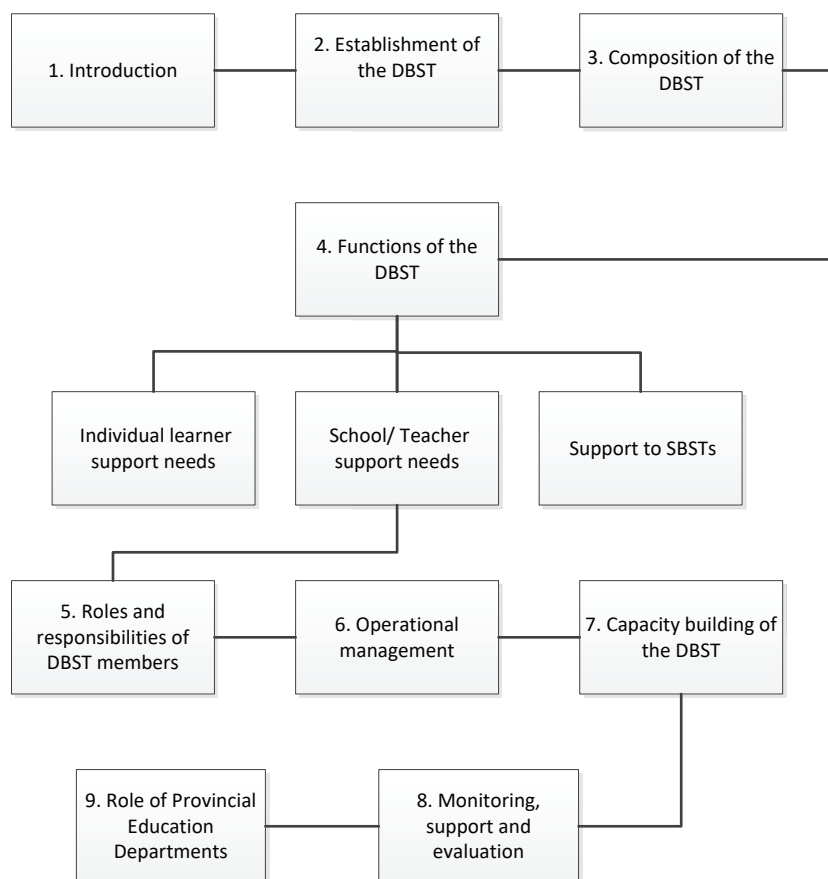 1. Introduction
2. Establishment of
the DBST
3. Composition of the
DBST
4. Functions of the
DBST
Individual learner
support needs
School/ Teacher
support needs
Support to SBSTs
5. Roles and
responsibilities of
DBST members
6. Operational
management
7. Capacity building of
the DBST
9. Role of Provincial
Education
Departments
8. Monitoring,
support and
evaluation